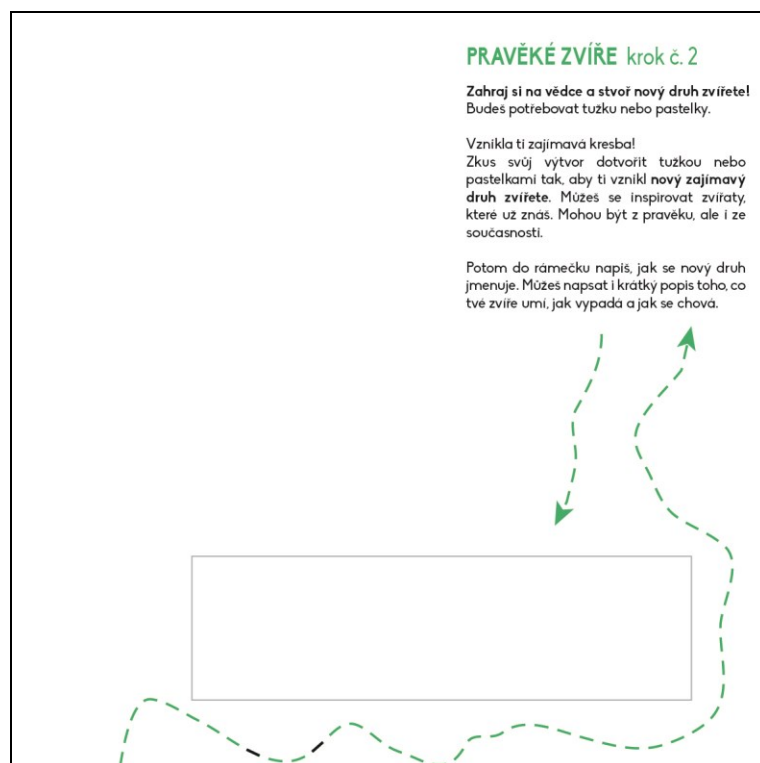 PRAVĚKÉ ZVÍŘE krok č. 2
Zahraj si na vědce a stvoř nový druh zvířete!
Budeš potřebovat tužku nebo pastelky.
Vznikla ti zajímavá kresba!
Zkus svůj výtvor dotvořit tužkou nebo
pastelkami tak, aby ti vznikl nový zajímavý
druh zvířete. Můžeš se inspirovat zvířaty,
které už znáš. Mohou být z pravěku, ale i ze
současnosti.
Potom do rámečku napiš, jak se nový druh
jmenuje. Můžeš napsat i krátký popis toho, co
tvé zvíře umí, jak vypadá a jak se chová.